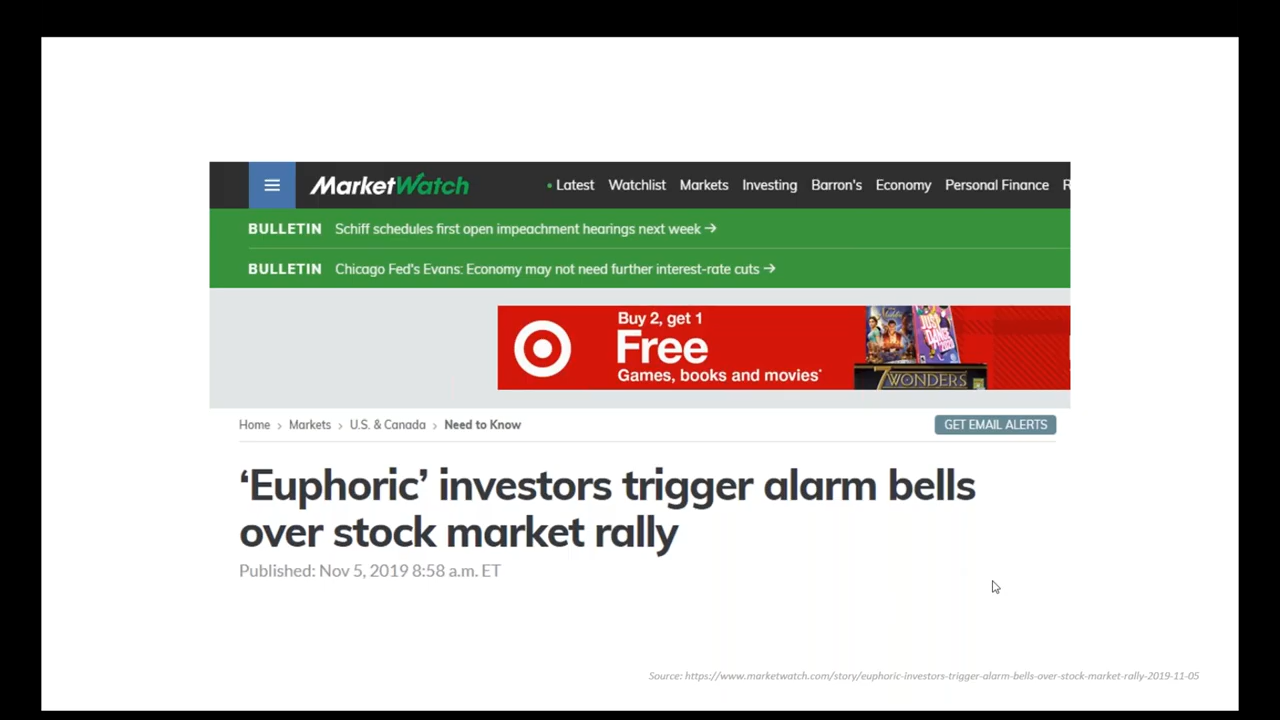 MarketWatch
Latest Watchlist Markets Investing Barron's Economy Personal Finance R
BULLETIN Schiff schedules first open impeachment hearings next week →
BULLETIN Chicago Fed's Evans: Economy may not need further interest-rate cuts →
Buy 2, get 1
Free
Games, books and movies*
JUST DANCE 2020
7 WONDERS
Home > Markets > U.S. & Canada > Need to Know
GET EMAIL ALERTS
‘Euphoric’ investors trigger alarm bells
over stock market rally
Published: Nov 5, 2019 8:58 a.m. ET
Source: https://www.marketwatch.com/story/euphoric-investors-trigger-alarm-bells-over-stock-market-rally-2019-11-05